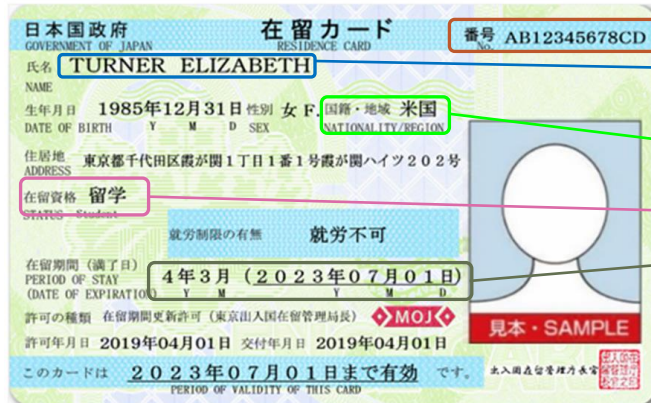 日本国政府 在留カード 番号 AB12345678CD
GOVERNMENT OF JAPAN RESIDENCE CARD No.
氏名 TURNER ELIZABETH
NAME
生年月日 1985年12月31日 性別 女 F. 国籍・地域 米国
DATE OF BIRTH Y M D SEX NATIONALITY/REGION
住居地 東京都千代田区霞が関1丁目1番1号霞が関ハイツ202号
ADDRESS
在留資格 留学
STATUS Student
就労制限の有無 就労不可
在留期間(満了日) 4年3月(2023年07月01日)
PERIOD OF STAY
(DATE OF EXPIRATION) Y M Y M D
許可の種類 在留期間更新許可(東京出入国在留管理局長) MOJ
見本・SAMPLE
許可年月日 2019年04月01日 交付年月日 2019年04月01日
このカードは 2023年07月01日まで有効 です。 出入国在留管理庁長官
PERIOD OF VALIDITY OF THIS CARD